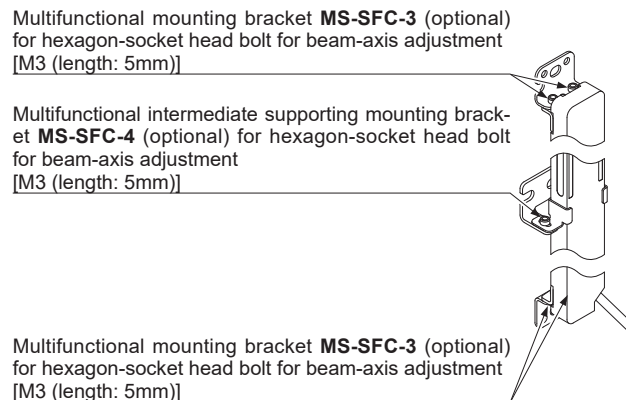 Multifunctional mounting bracket MS-SFC-3 (optional)
for hexagon-socket head bolt for beam-axis adjustment
[M3 (length: 5mm)]
Multifunctional intermediate supporting mounting brack-
et MS-SFC-4 (optional) for hexagon-socket head bolt
for beam-axis adjustment
[M3 (length: 5mm)]
Multifunctional mounting bracket MS-SFC-3 (optional)
for hexagon-socket head bolt for beam-axis adjustment
[M3 (length: 5mm)]